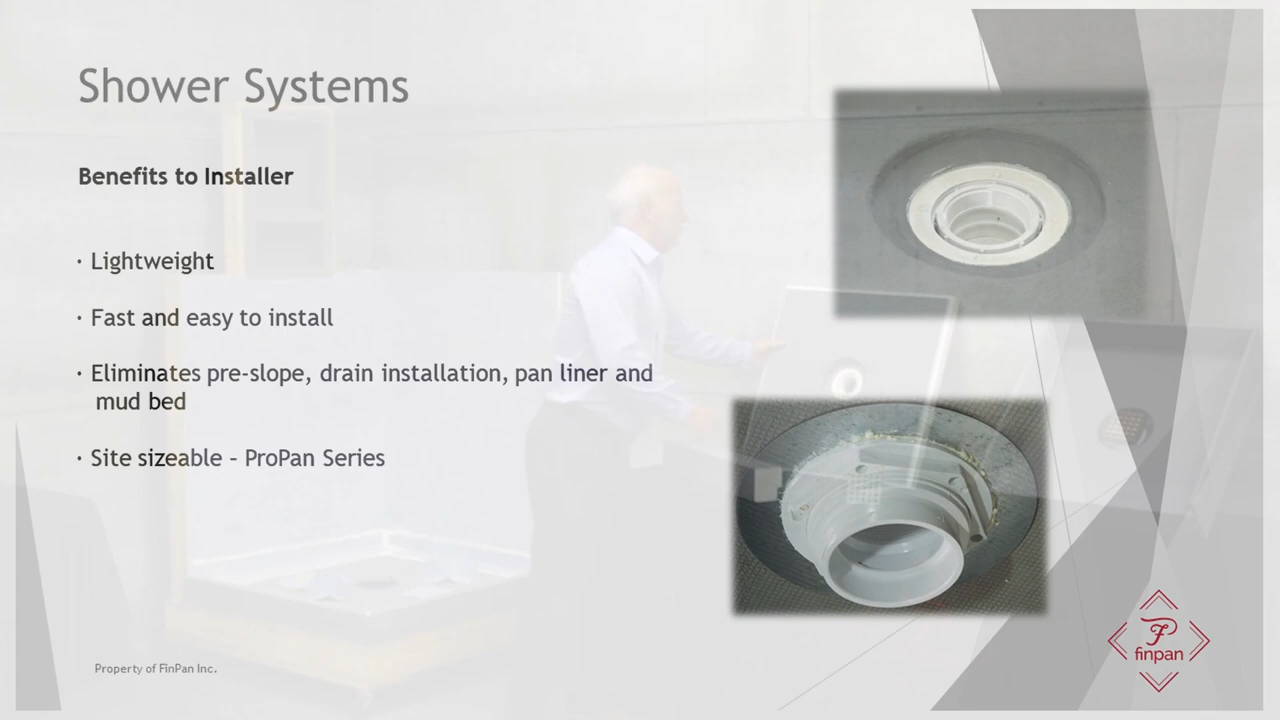 Shower Systems
Benefits to Installer
· Lightweight
· Fast and easy to install
· Eliminates pre-slope, drain installation, pan liner and
mud bed
· Site sizeable – ProPan Series
Property of FinPan Inc.
finpan